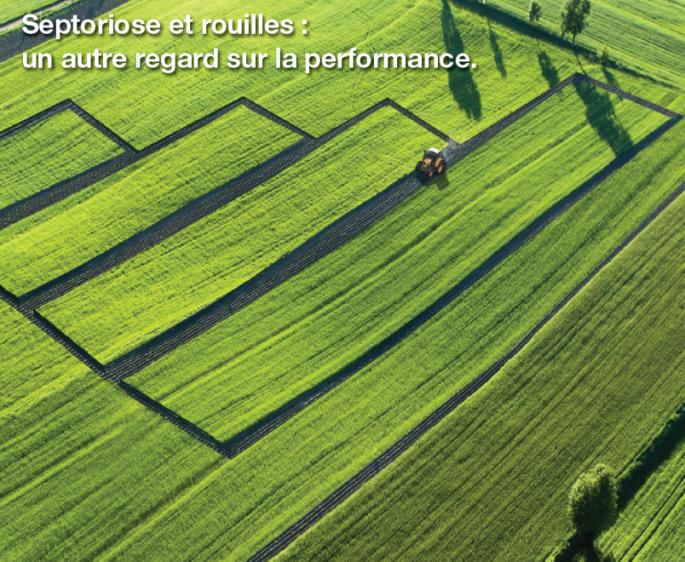 Septoriose et rouilles :
un autre regard sur la performance.